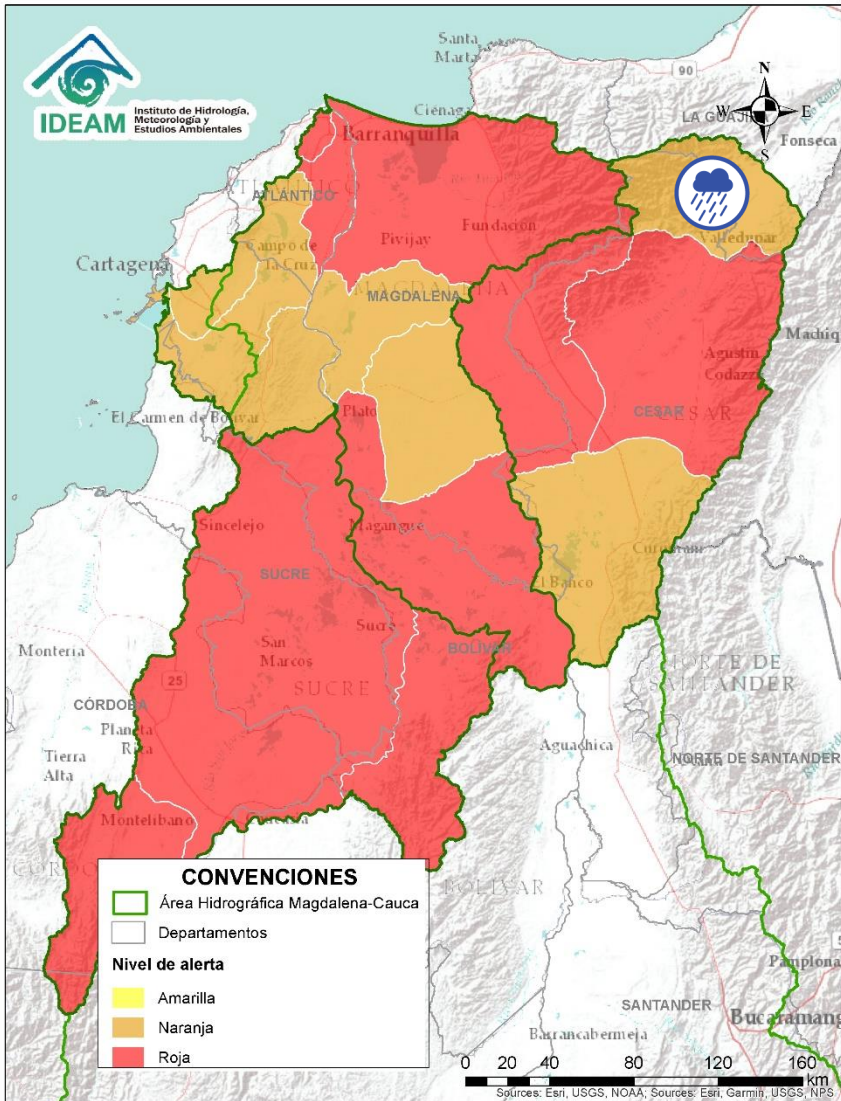 IDEAM
Instituto de Hidrología,
Meteorología y
Estudios Ambientales
Santa
Marta
90
N
E
S
LA GUAJI
Fonseca
Ciénaga
Barranquilla
ATLÁNTICO
Fundación
Pivijay
Valledupar
Campo de
la Cruz
Cartagena
MAGDALENA
Machiq
Agustín
Codazzi
CESAR
CESAR
Plato
El Carmen de Bolívar
Sincelejo
Magangué
SUCRE
El Banco
Sucre
BOLÍVAR
Montería
San
Marcos
SUCRE
NORTE DE
SANTANDER
25
CÓRDOBA
Planeta
Rica
Tierra
Alta
Aguachica
NORTE DE SANTANDER
Montelíbano
BOLÍVAR
CONVENCIONES
Área Hidrográfica Magdalena-Cauca
Departamentos
Nivel de alerta
Amarilla
Naranja
Roja
Pamplona
SANTANDER
Bucaramang
Barrancabermeja
0 20 40 80 120 160
km
Sources: Esri, USGS, NOAA; Sources: Esri, Garmin, USGS, NPS